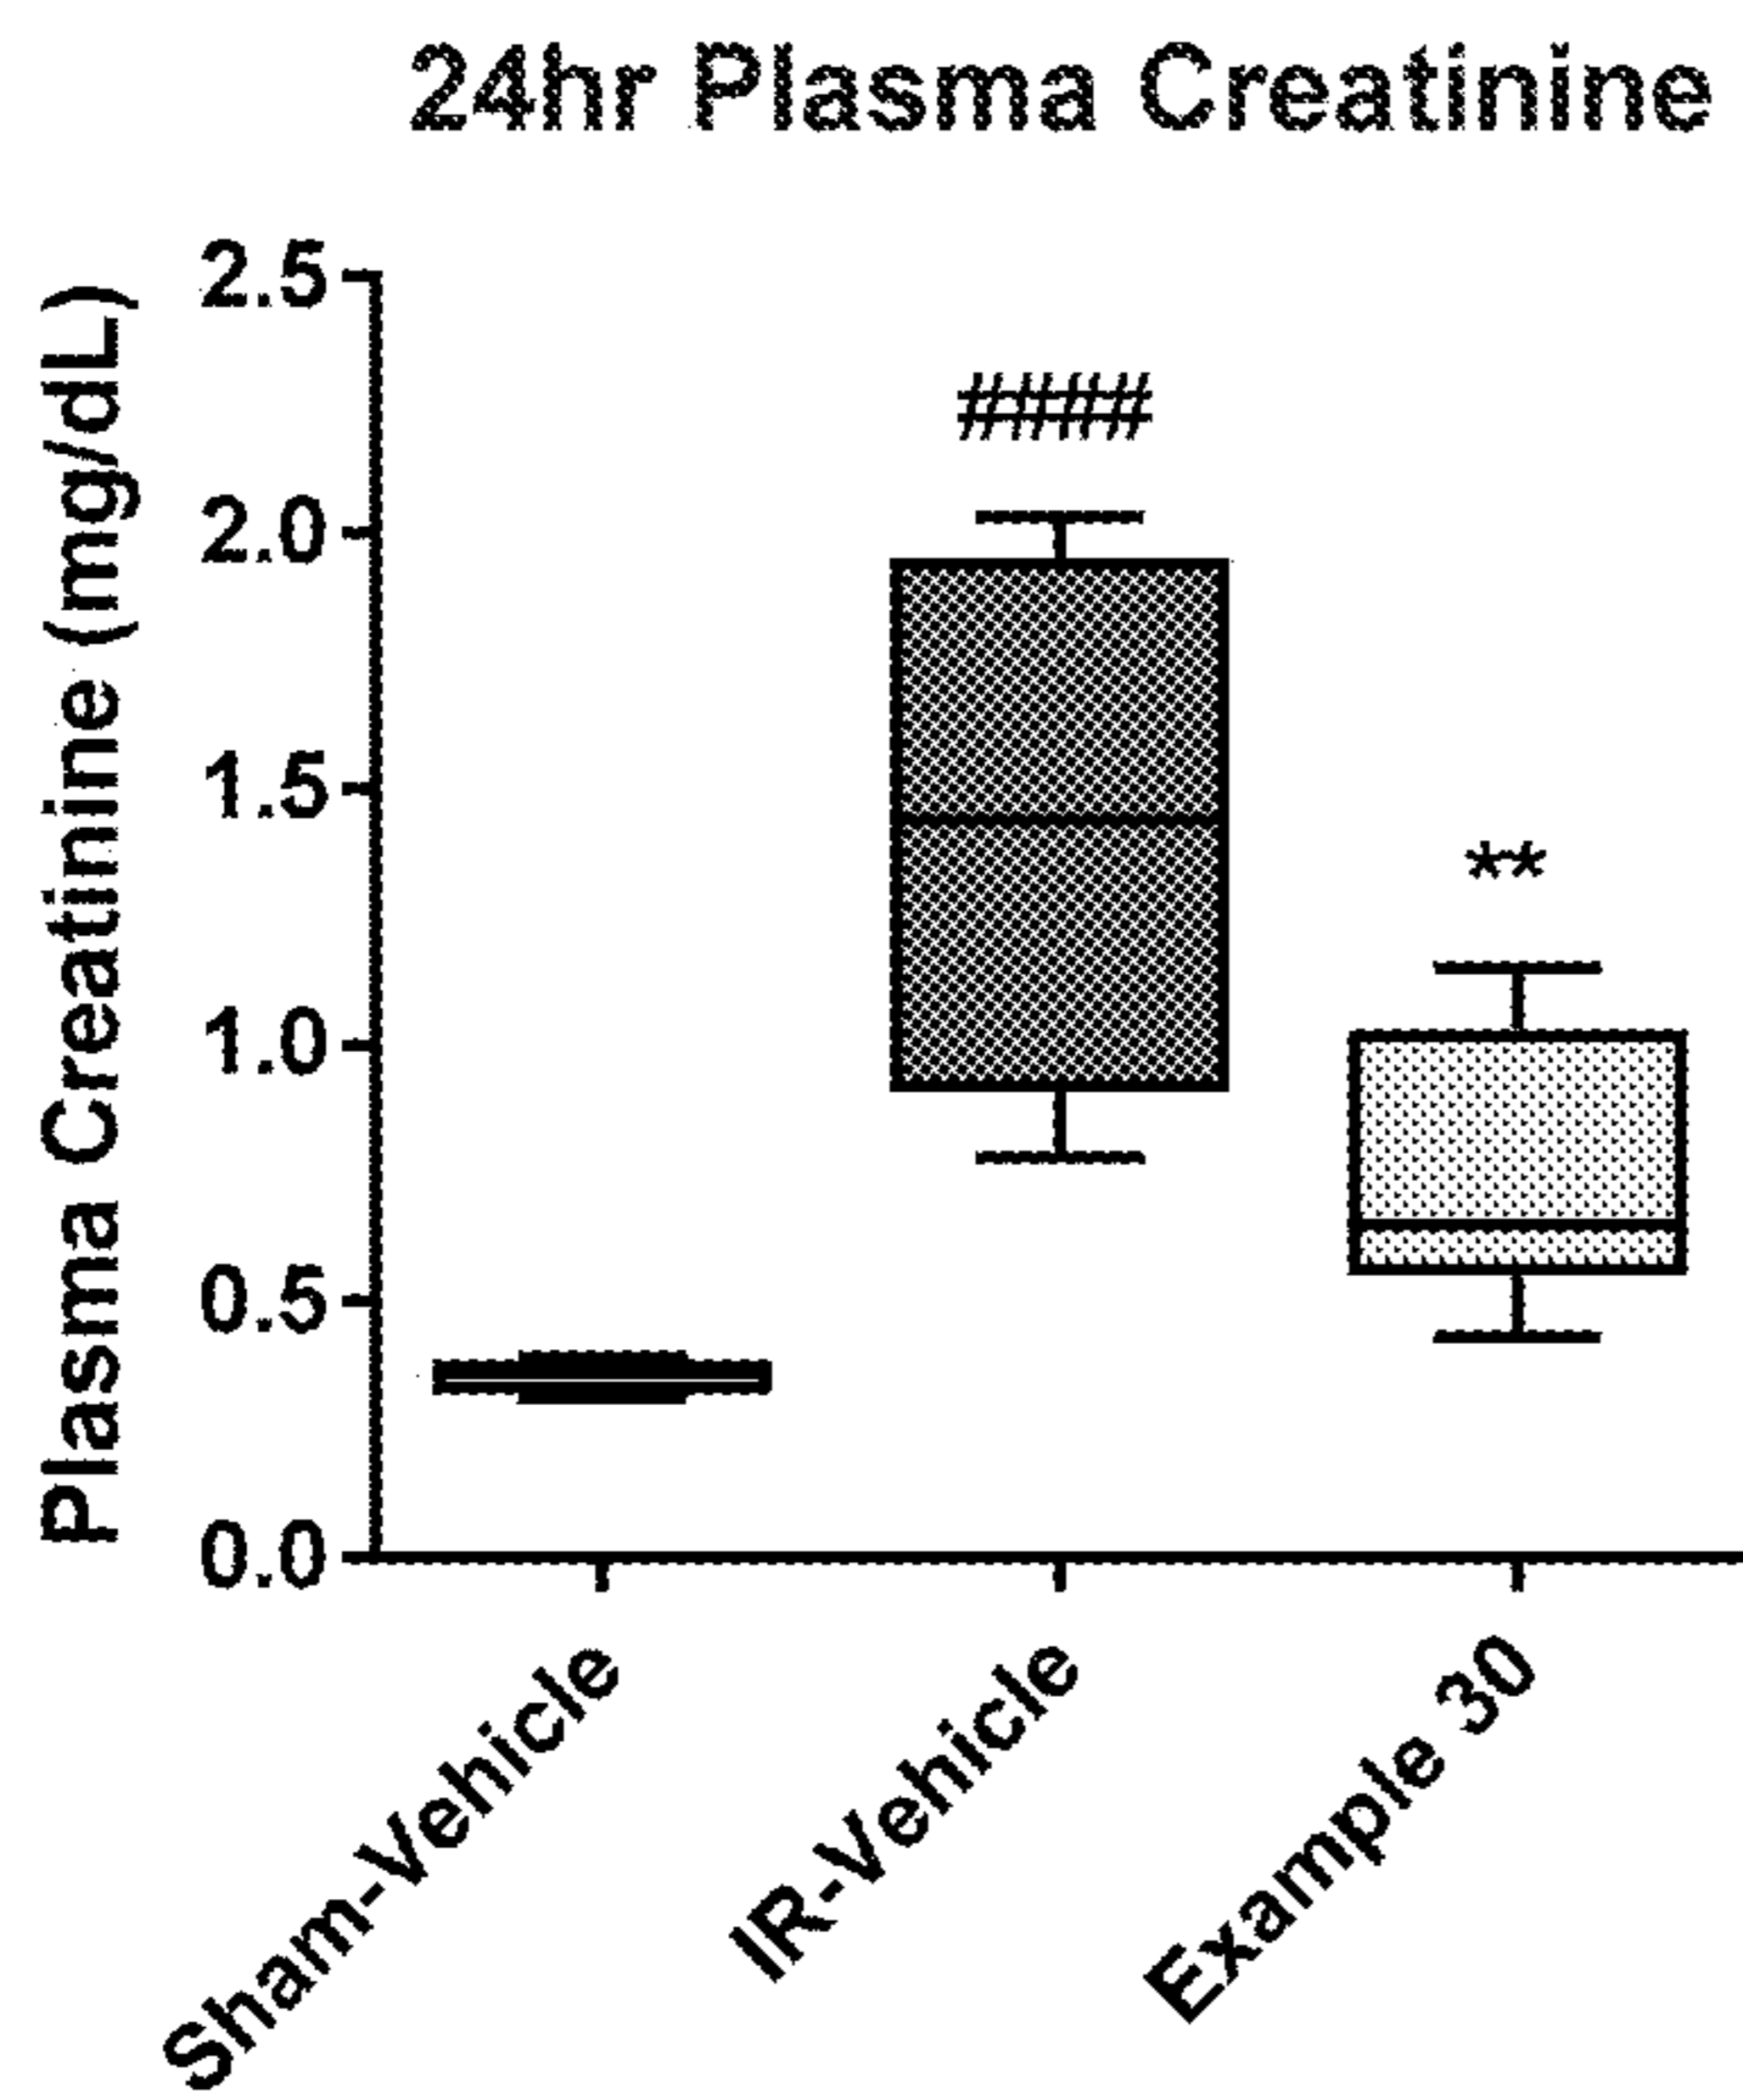 24hr Plasma Creatinine
Plasma Creatinine (mg/dL)
2.5
2.0
1.5
1.0
0.5
0.0
####
**
Sham-Vehicle
IR-Vehicle
Example 30